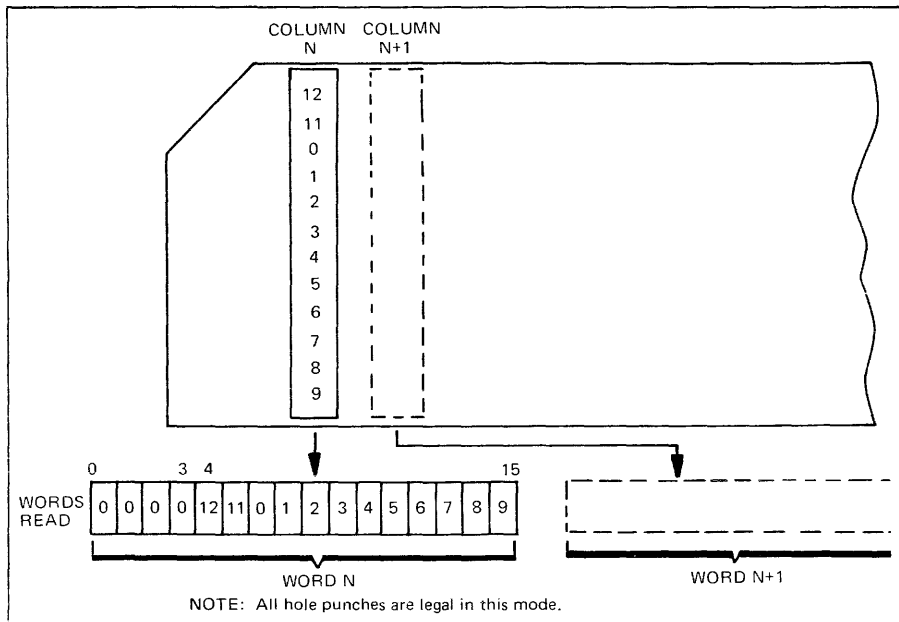 COLUMN N
COLUMN N+1
12
11
0
1
2
3
4
5
6
7
8
9
0 3 4 15
WORDS READ
0 0 0 0 12 11 0 1 2 3 4 5 6 7 8 9
WORD N
WORD N+1
NOTE: All hole punches are legal in this mode.